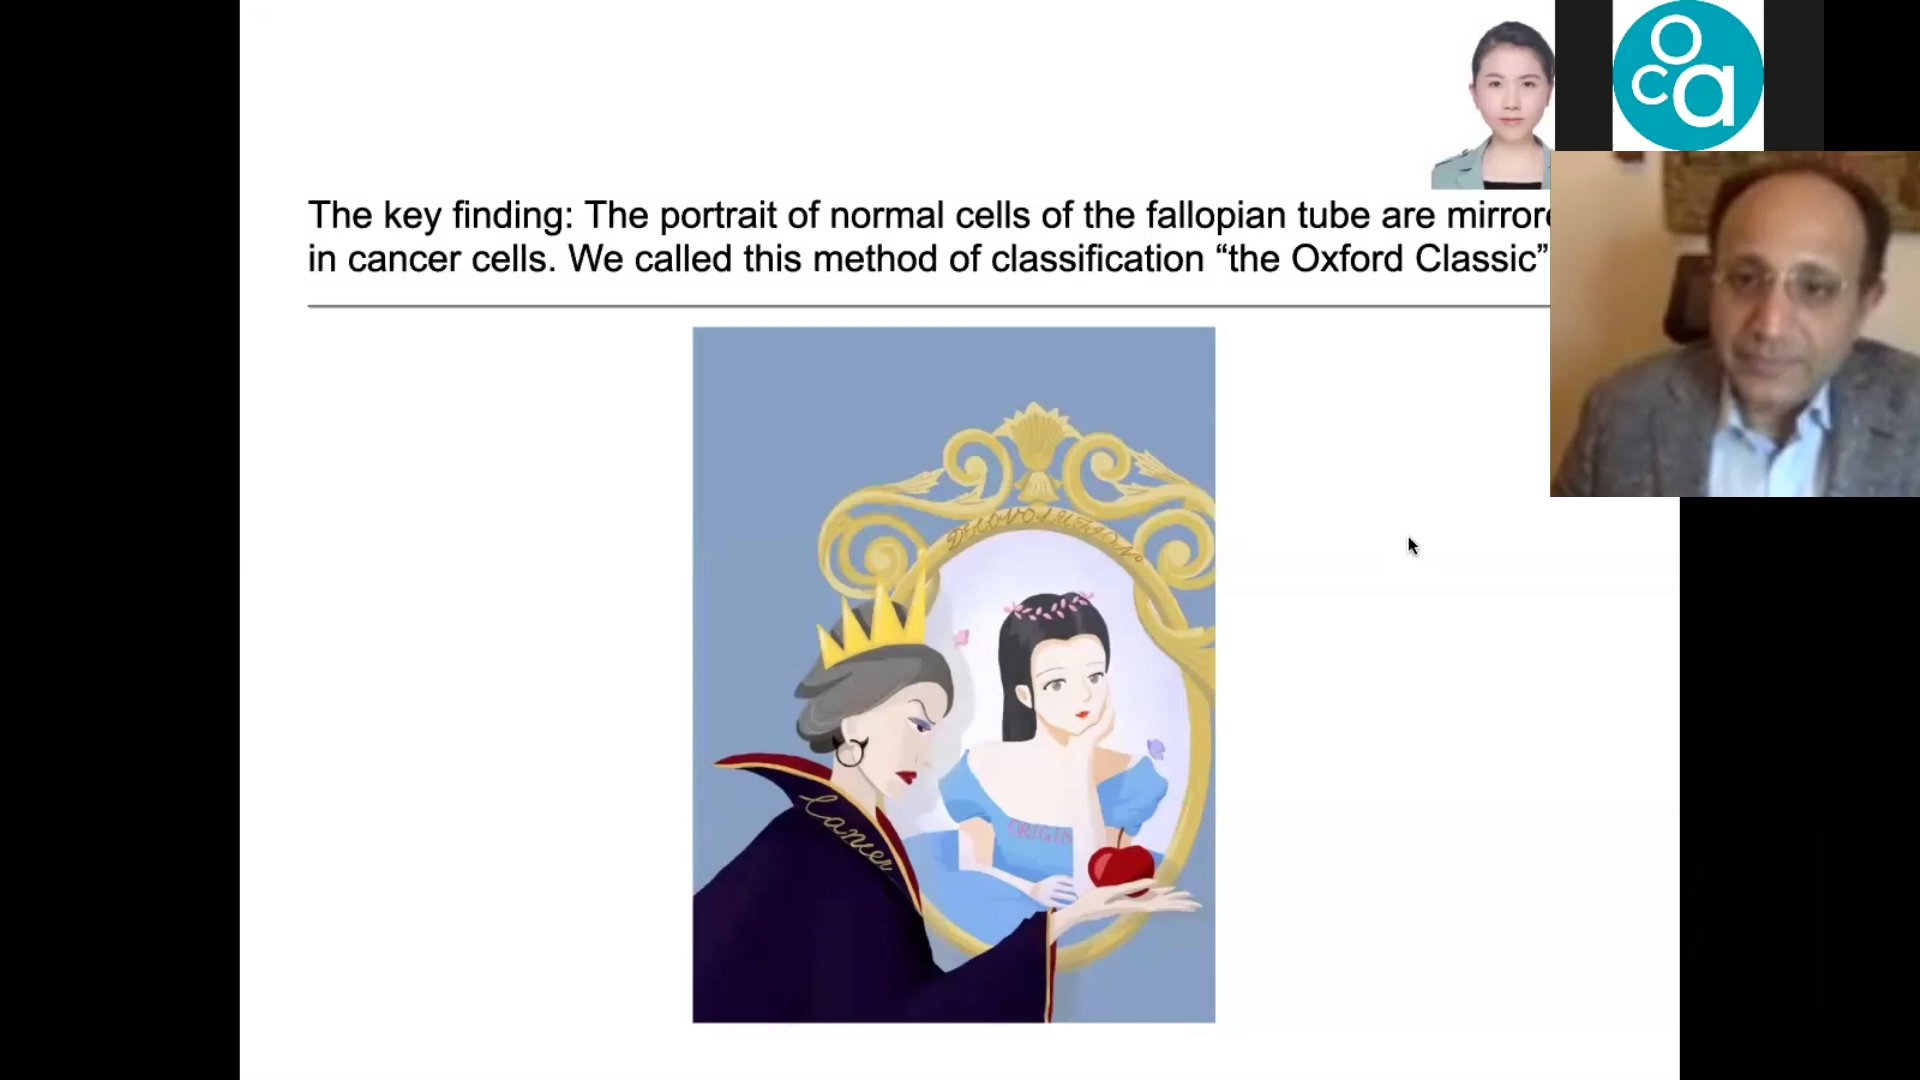 oca
The key finding: The portrait of normal cells of the fallopian tube are mirrore
in cancer cells. We called this method of classification “the Oxford Classic”
Cancer
ORIGIN